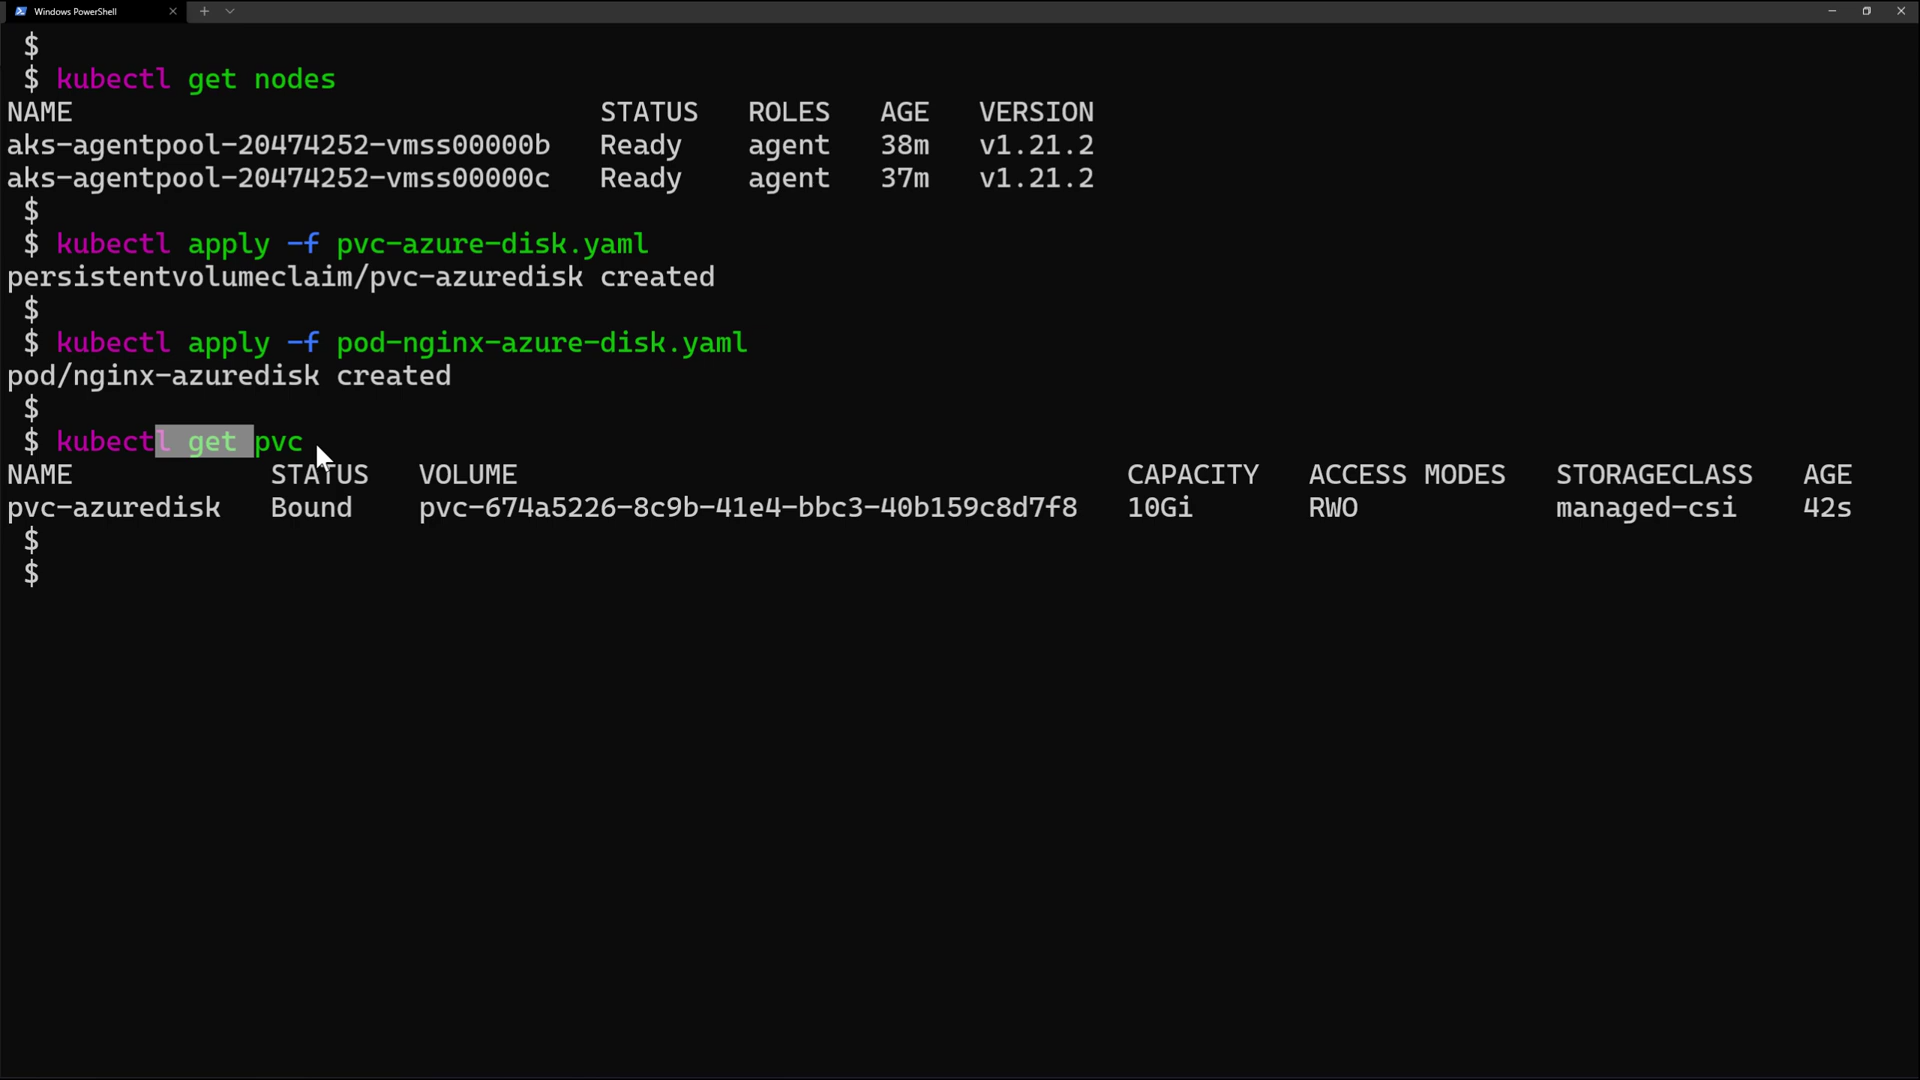 Windows PowerShell
$
$ kubectl get nodes
NAME STATUS ROLES AGE VERSION
aks-agentpool-20474252-vmss00000b Ready agent 38m v1.21.2
aks-agentpool-20474252-vmss00000c Ready agent 37m v1.21.2
$
$ kubectl apply -f pvc-azure-disk.yaml
persistentvolumeclaim/pvc-azuredisk created
$
$ kubectl apply -f pod-nginx-azure-disk.yaml
pod/nginx-azuredisk created
$
$ kubectl get pvc
NAME STATUS VOLUME CAPACITY ACCESS MODES STORAGECLASS AGE
pvc-azuredisk Bound pvc-674a5226-8c9b-41e4-bbc3-40b159c8d7f8 10Gi RWO managed-csi 42s
$
$